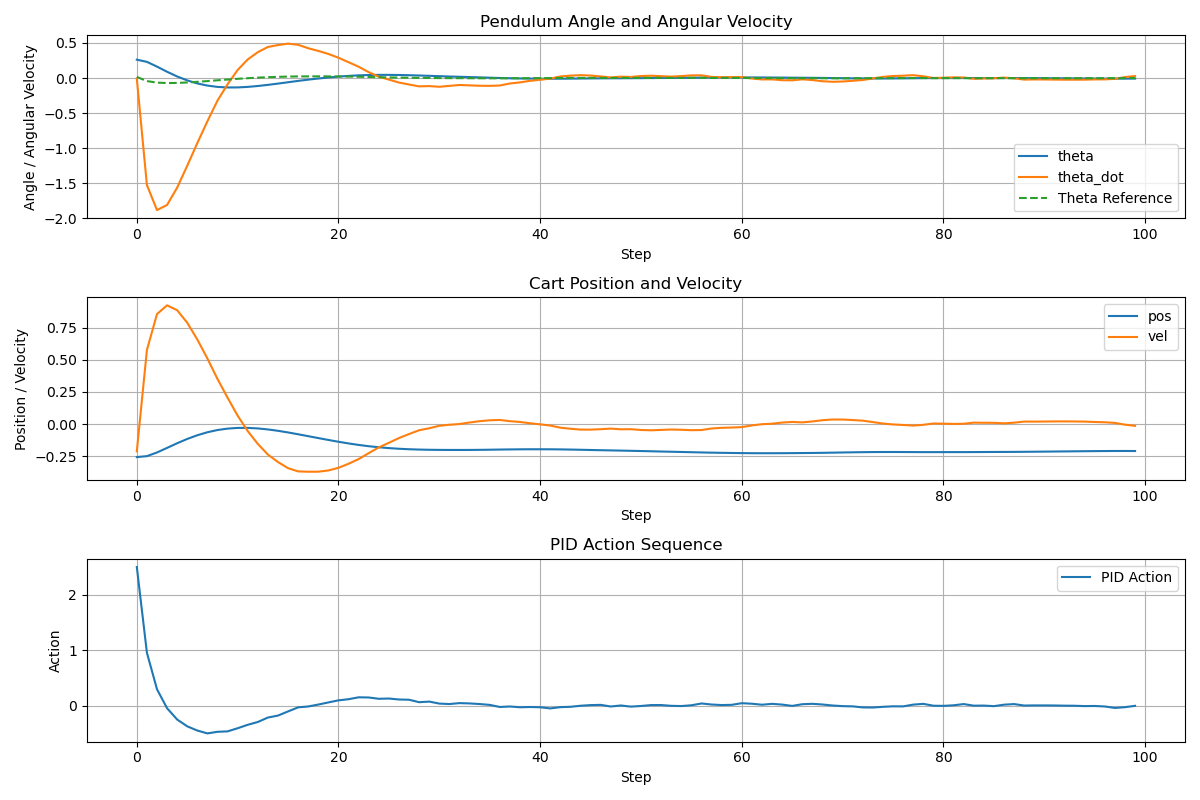 Pendulum Angle and Angular Velocity
Angle / Angular Velocity
0.5
0.0
−0.5
−1.0
−1.5
−2.0
theta
theta_dot
Theta Reference
0 20 40 60 80 100
Step
Cart Position and Velocity
Position / Velocity
0.75
0.50
0.25
0.00
−0.25
pos
vel
0 20 40 60 80 100
Step
PID Action Sequence
Action
2
1
0
PID Action
0 20 40 60 80 100
Step